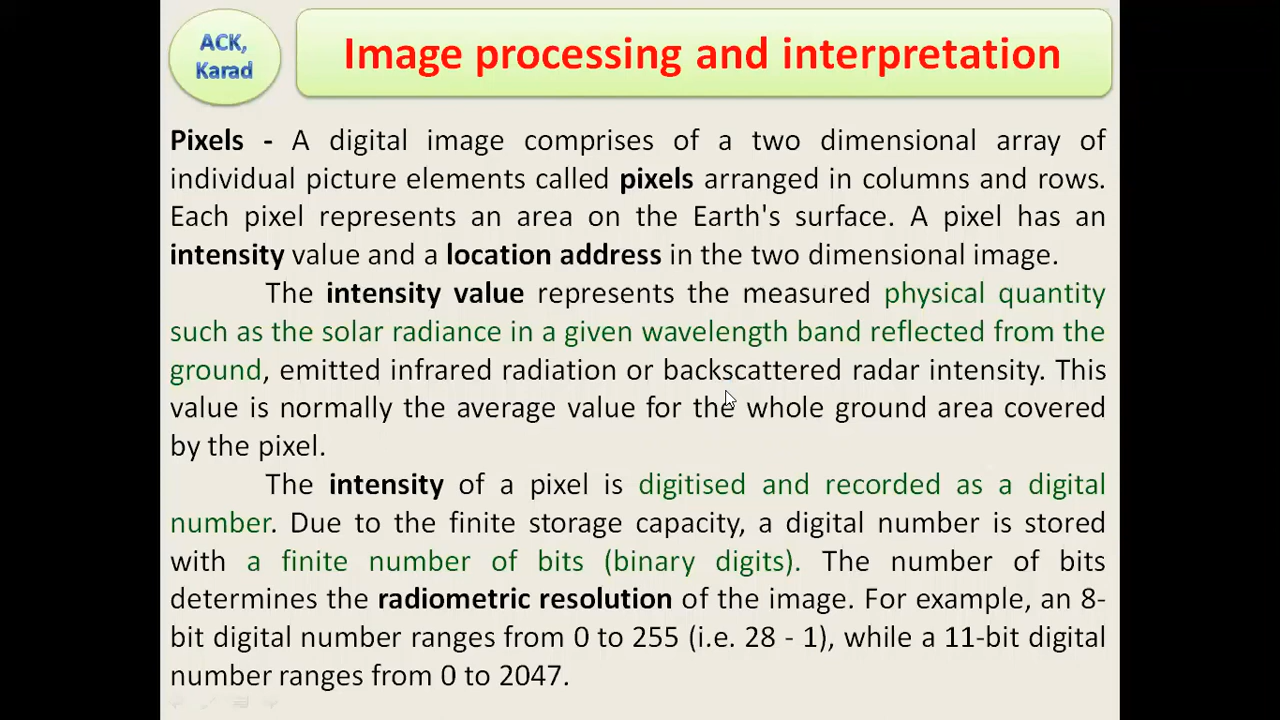 ACK,
Karad
Image processing and interpretation
Pixels - A digital image comprises of a two dimensional array of
individual picture elements called pixels arranged in columns and rows.
Each pixel represents an area on the Earth's surface. A pixel has an
intensity value and a location address in the two dimensional image.
The intensity value represents the measured physical quantity
such as the solar radiance in a given wavelength band reflected from the
ground, emitted infrared radiation or backscattered radar intensity. This
value is normally the average value for the whole ground area covered
by the pixel.
The intensity of a pixel is digitised and recorded as a digital
number. Due to the finite storage capacity, a digital number is stored
with a finite number of bits (binary digits). The number of bits
determines the radiometric resolution of the image. For example, an 8-
bit digital number ranges from 0 to 255 (i.e. 28 - 1), while a 11-bit digital
number ranges from 0 to 2047.